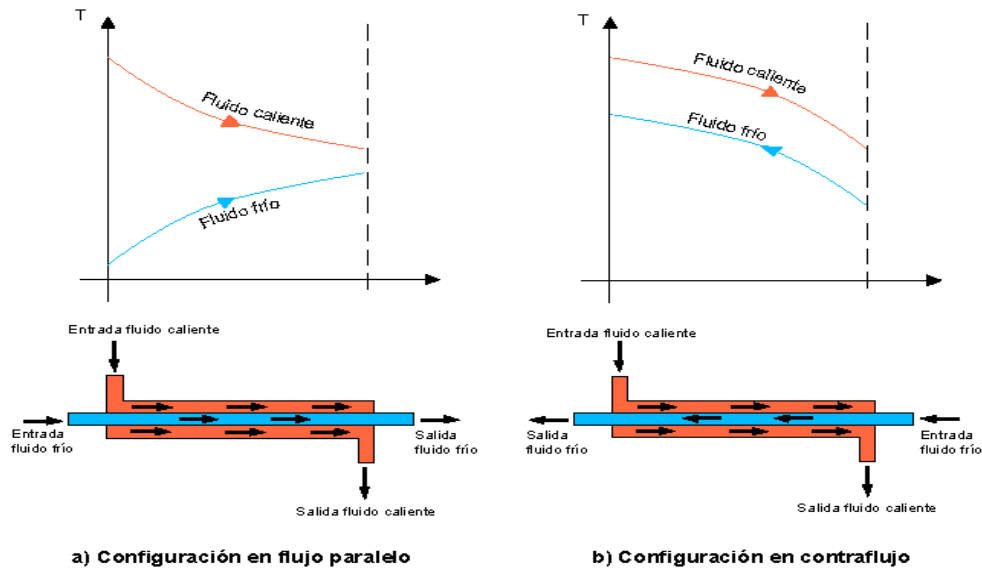 T
Fluido caliente
Fluido frío
Entrada fluido caliente
Entrada
fluido frío
Salida
fluido frío
Salida fluido caliente
a) Configuración en flujo paralelo
T
Fluido caliente
Fluido frío
Entrada fluido caliente
Salida
fluido frío
Entrada
fluido frío
Salida fluido caliente
b) Configuración en contraflujo